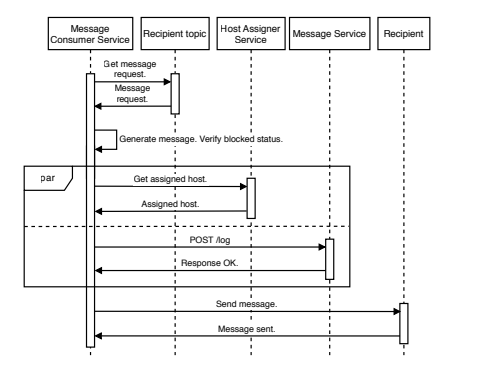 Message
Consumer Service
Recipient topic
Host Assigner
Service
Message Service
Recipient
Get message
request.
Message
request.
Generate message. Verify blocked status.
par
Get assigned host.
Assigned host.
POST /log
Response OK.
Send message.
Message sent.